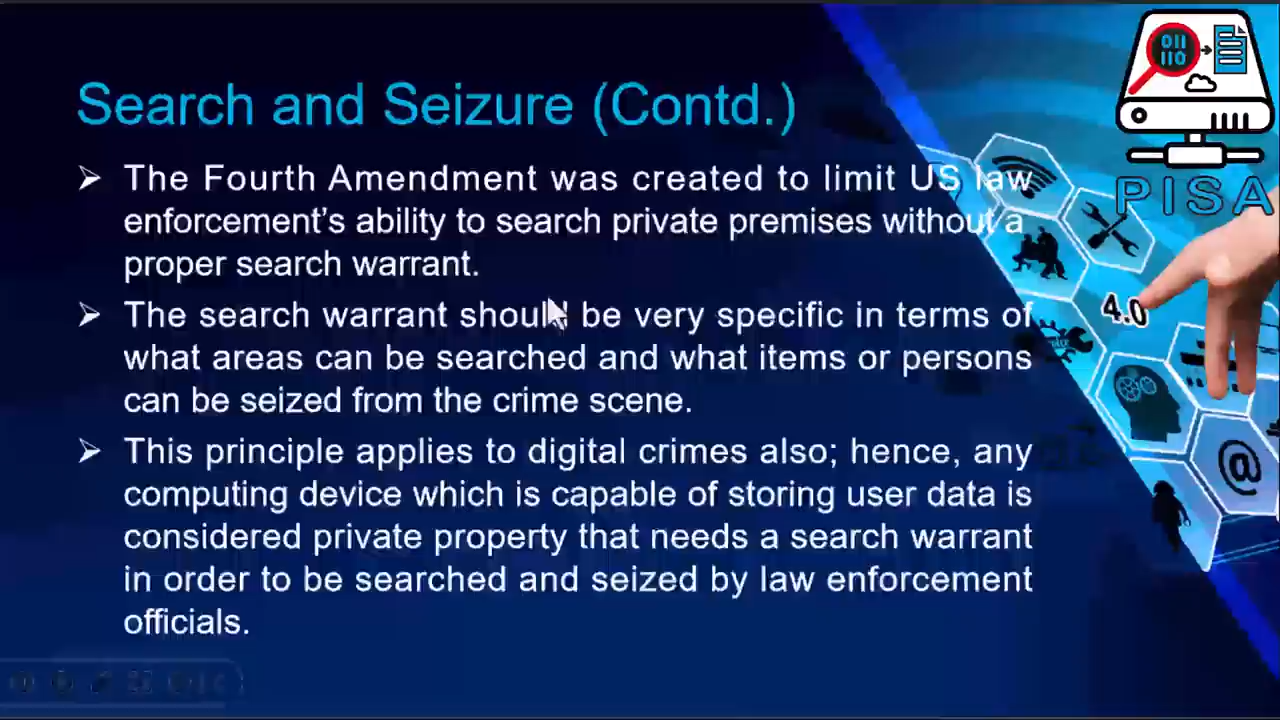 Search and Seizure (Contd.)
The Fourth Amendment was created to limit US law
enforcement's ability to search private premises without a
proper search warrant.
The search warrant should be very specific in terms of
what areas can be searched and what items or persons
can be seized from the crime scene.
This principle applies to digital crimes also; hence, any
computing device which is capable of storing user data is
considered private property that needs a search warrant
in order to be searched and seized by law enforcement
officials.
011
110
PISA
4.0
@